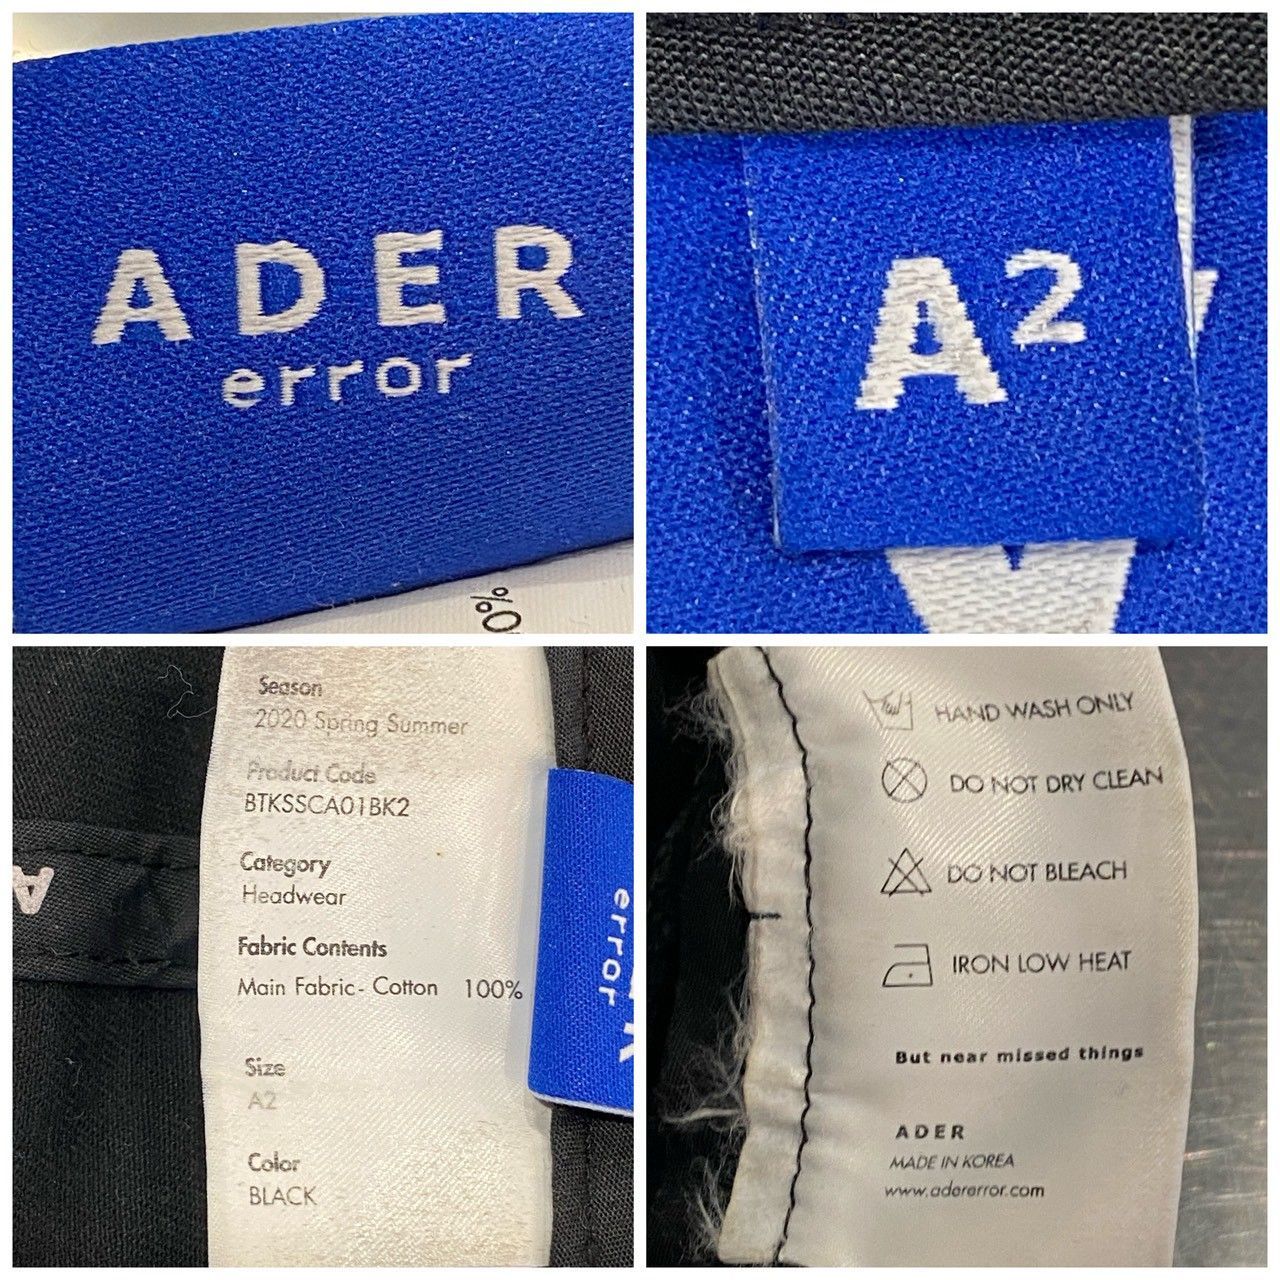 ADER
error
0%
A²
Season
2020 Spring Summer
Product Code
BTKSSCA01BK2
Category
Headwear
Fabric Contents
Main Fabric - Cotton 100%
Size
A2
Color
BLACK
A
error
R
HAND WASH ONLY
DO NOT DRY CLEAN
DO NOT BLEACH
IRON LOW HEAT
But near missed things
ADER
MADE IN KOREA
www.adererror.com